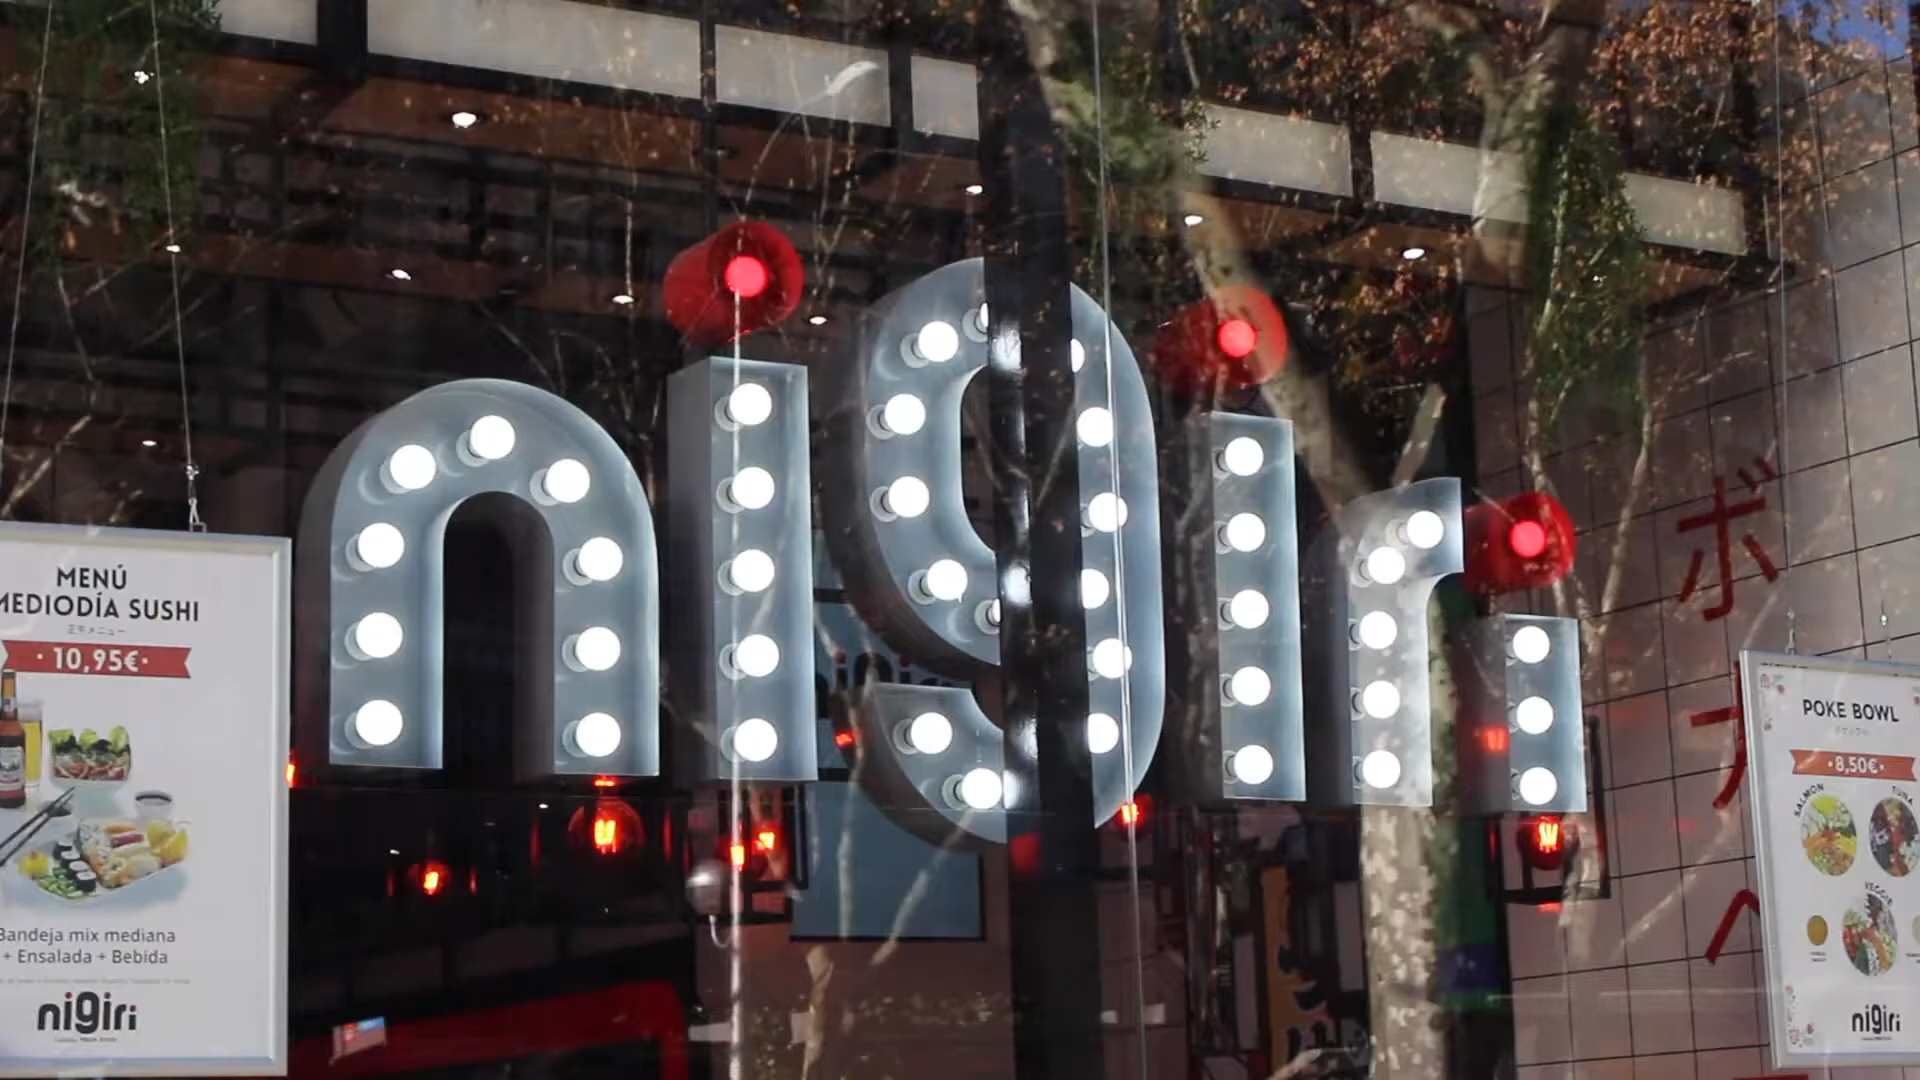 nigiri
MENÚ
MEDIODÍA SUSHI
· 10,95€ ·
Bandeja mix mediana
+ Ensalada + Bebida
nigiri
ボ
POKE BOWL
· 8,50€ ·
SALMON
TUNA
VEGGIE
nigiri